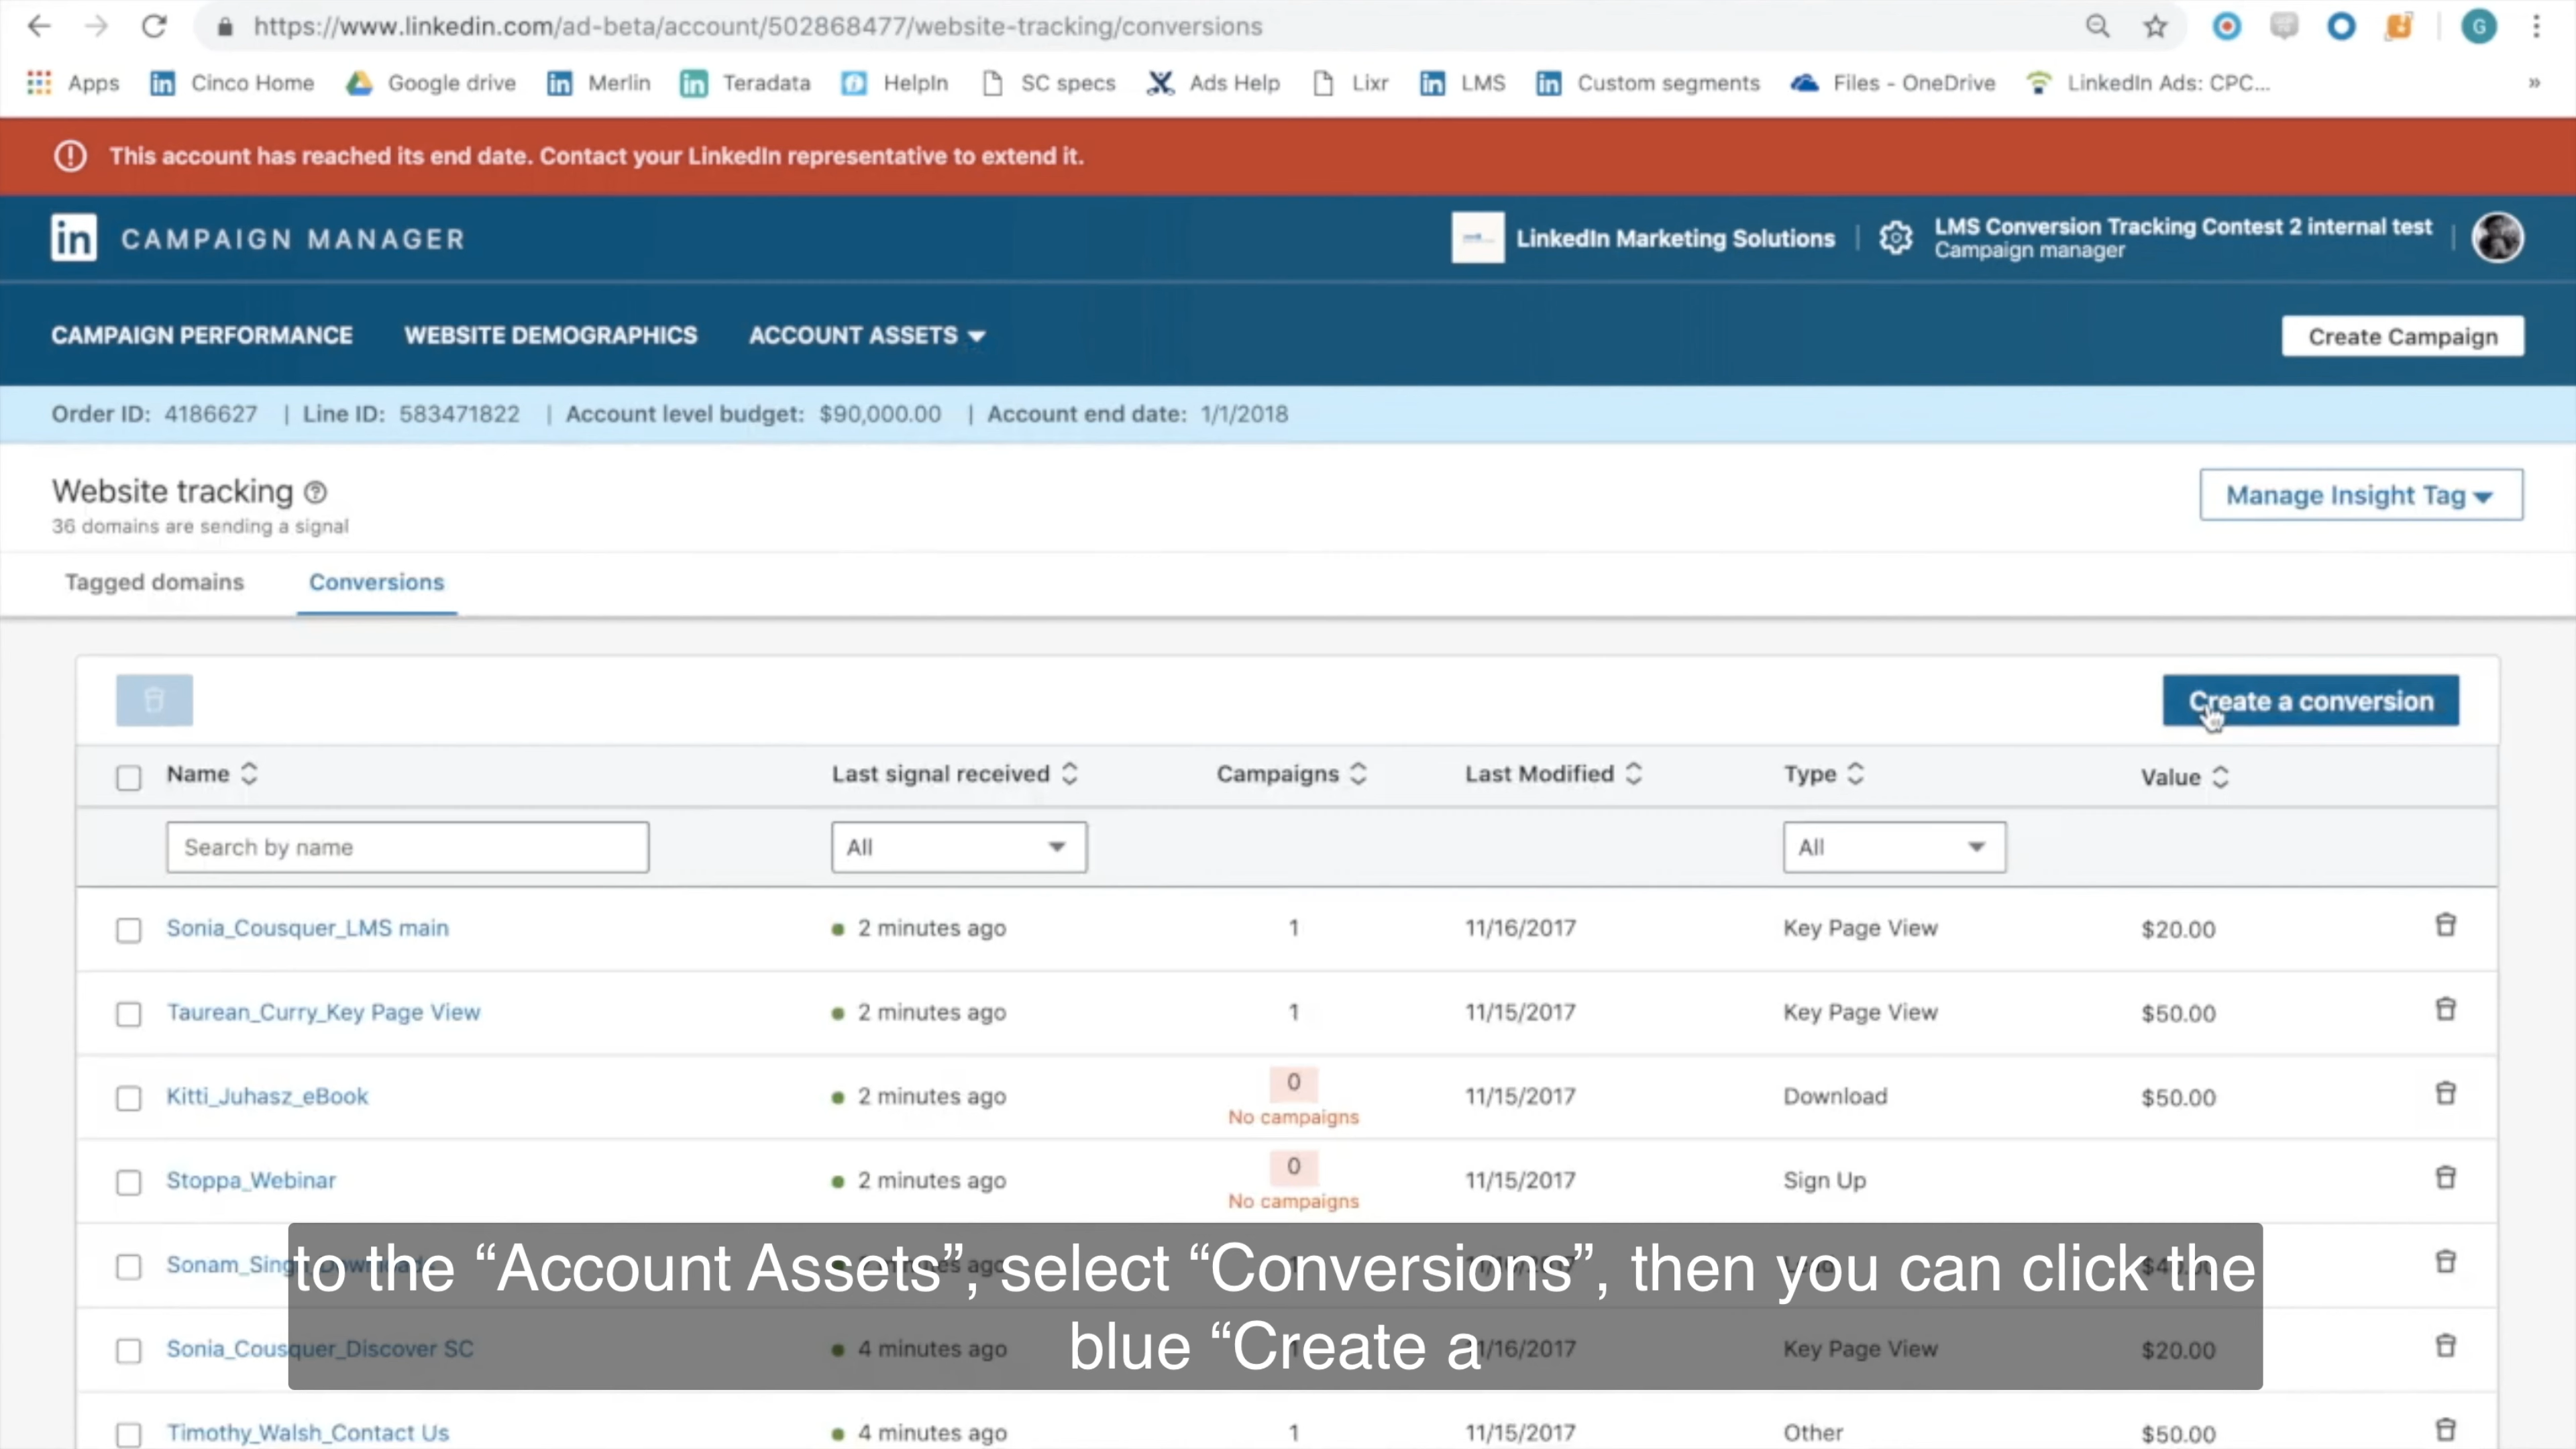 https://www.linkedin.com/ad-beta/account/502868477/website-tracking/conversions
G
Apps Cinco Home Google drive Merlin Teradata HelpIn SC specs Ads Help Lixr LMS Custom segments Files - OneDrive LinkedIn Ads: CPC... »
This account has reached its end date. Contact your LinkedIn representative to extend it.
in CAMPAIGN MANAGER LinkedIn Marketing Solutions LMS Conversion Tracking Contest 2 internal test
Campaign manager
CAMPAIGN PERFORMANCE WEBSITE DEMOGRAPHICS ACCOUNT ASSETS Create Campaign
Order ID: 4186627 | Line ID: 583471822 | Account level budget: $90,000.00 | Account end date: 1/1/2018
Website tracking Manage Insight Tag
36 domains are sending a signal
Tagged domains Conversions
Create a conversion
Name Last signal received Campaigns Last Modified Type Value
Search by name All All
Sonia_Cousquer_LMS main 2 minutes ago 1 11/16/2017 Key Page View $20.00
Taurean_Curry_Key Page View 2 minutes ago 1 11/15/2017 Key Page View $50.00
Kitti_Juhasz_eBook 2 minutes ago 0 11/15/2017 Download $50.00
No campaigns
Stoppa_Webinar 2 minutes ago 0 11/15/2017 Sign Up
No campaigns
to the “Account Assets”, select “Conversions”, then you can click the
blue “Create a
Sonia_Cousquer_Discover SC 4 minutes ago 11/16/2017 Key Page View $20.00
Timothy_Walsh_Contact Us 4 minutes ago 1 11/15/2017 Other $50.00